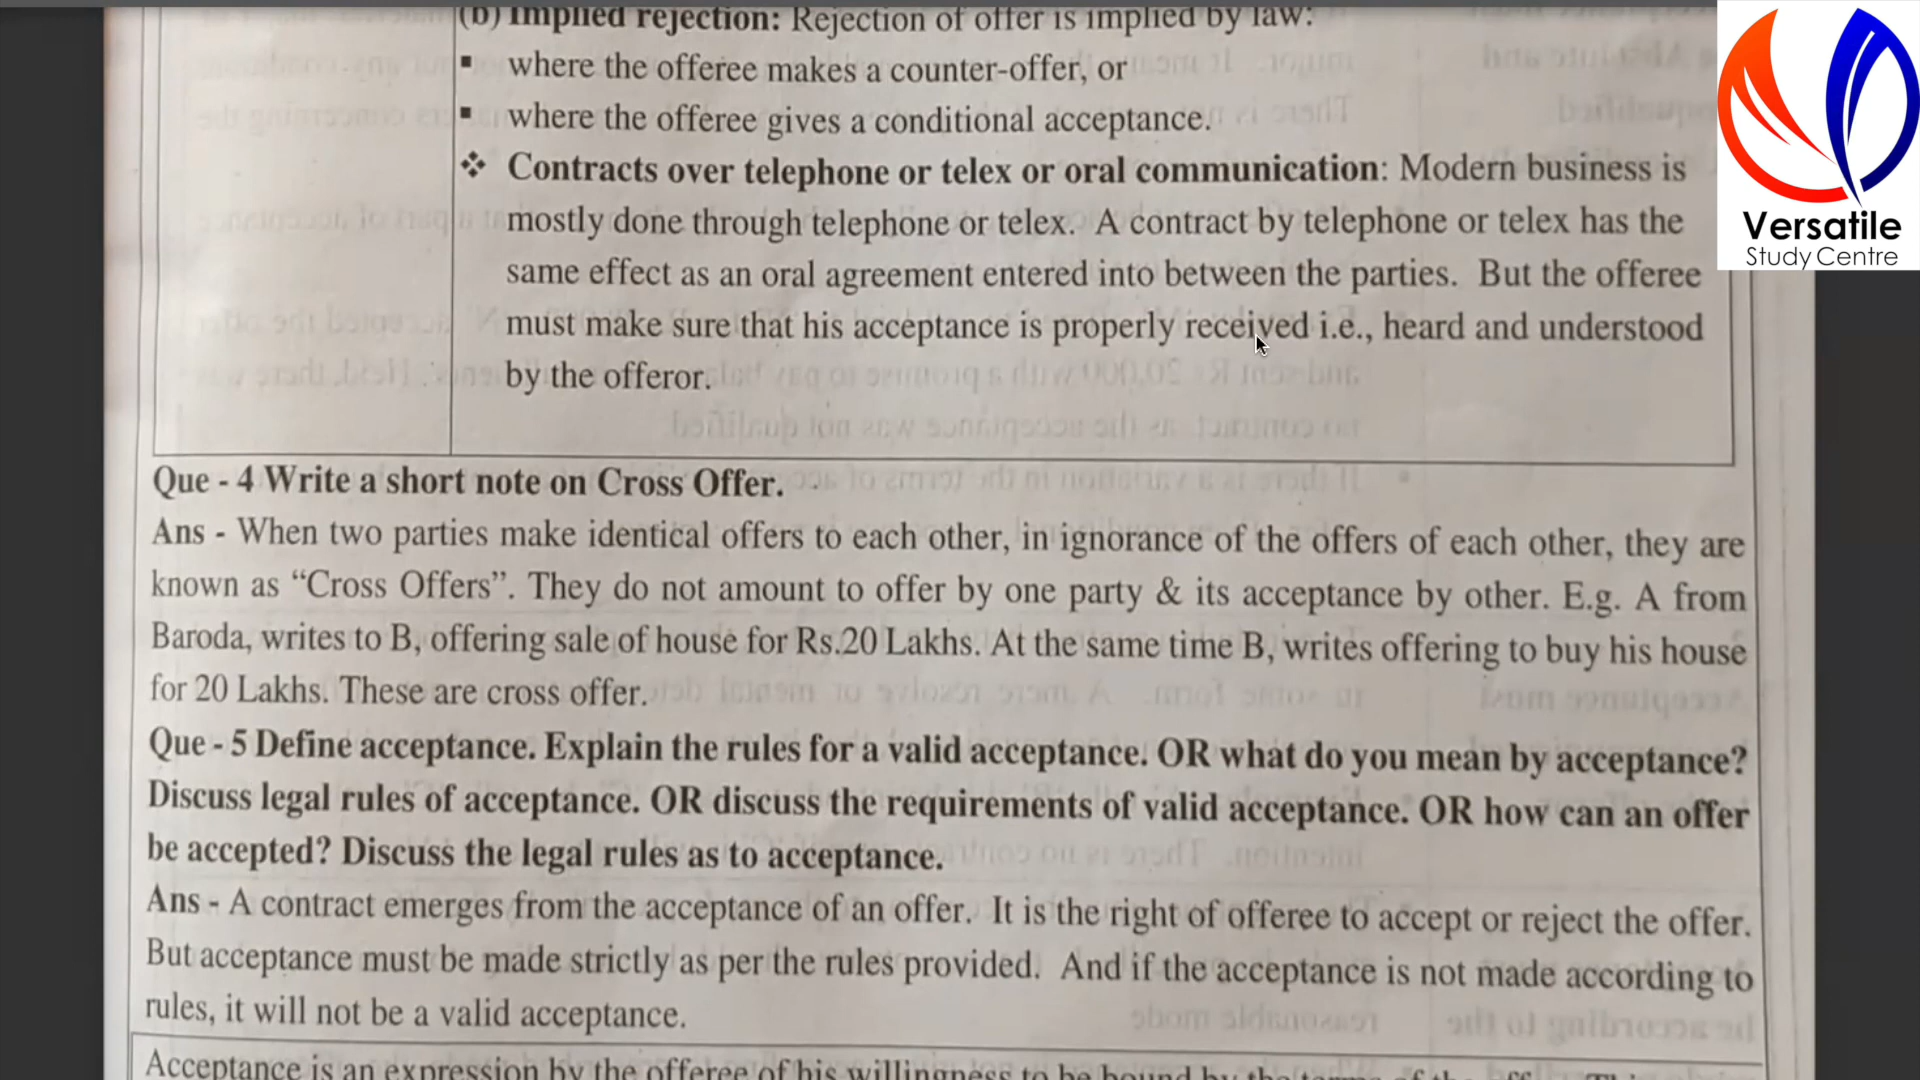 (b) Implied rejection: Rejection of offer is implied by law:
▪ where the offeree makes a counter-offer, or
▪ where the offeree gives a conditional acceptance.
❖ Contracts over telephone or telex or oral communication: Modern business is
mostly done through telephone or telex. A contract by telephone or telex has the
same effect as an oral agreement entered into between the parties. But the offeree
must make sure that his acceptance is properly received i.e., heard and understood
by the offeror.
Que - 4 Write a short note on Cross Offer.
Ans - When two parties make identical offers to each other, in ignorance of the offers of each other, they are
known as “Cross Offers”. They do not amount to offer by one party & its acceptance by other. E.g. A from
Baroda, writes to B, offering sale of house for Rs.20 Lakhs. At the same time B, writes offering to buy his house
for 20 Lakhs. These are cross offer.
Que - 5 Define acceptance. Explain the rules for a valid acceptance. OR what do you mean by acceptance?
Discuss legal rules of acceptance. OR discuss the requirements of valid acceptance. OR how can an offer
be accepted? Discuss the legal rules as to acceptance.
Ans - A contract emerges from the acceptance of an offer. It is the right of offeree to accept or reject the offer.
But acceptance must be made strictly as per the rules provided. And if the acceptance is not made according to
rules, it will not be a valid acceptance.
Acceptance is an expression by the offeree of his willingness to be bound by the terms of the
Versatile
Study Centre